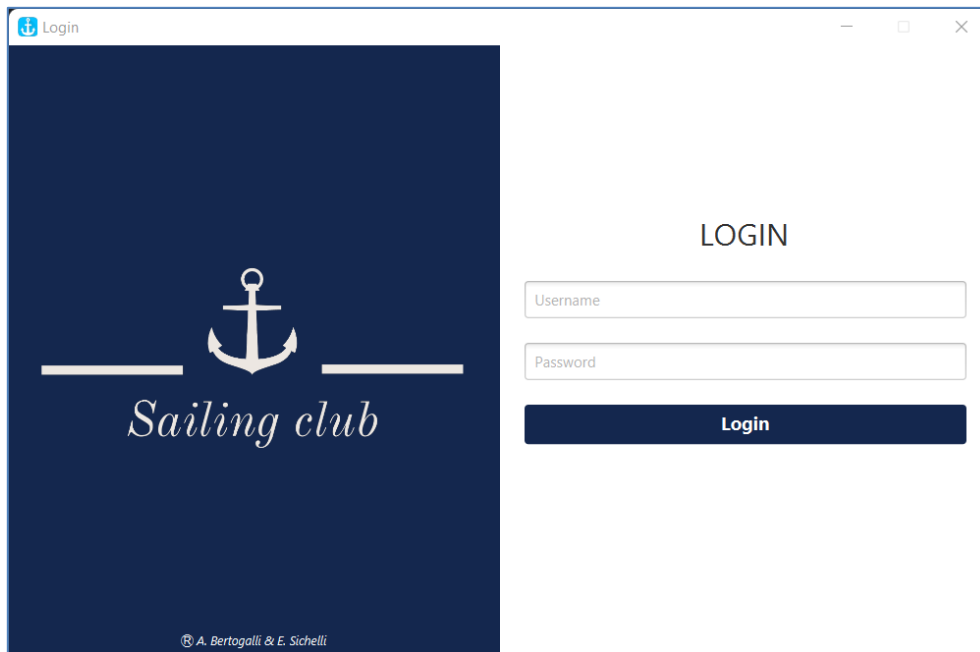 Login
Sailing club
® A. Bertogalli & E. Sichelli
LOGIN
Username
Password
Login